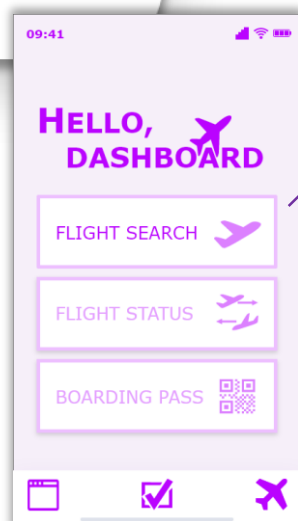 09:41
HELLO,
DASHBOARD
FLIGHT SEARCH
FLIGHT STATUS
BOARDING PASS